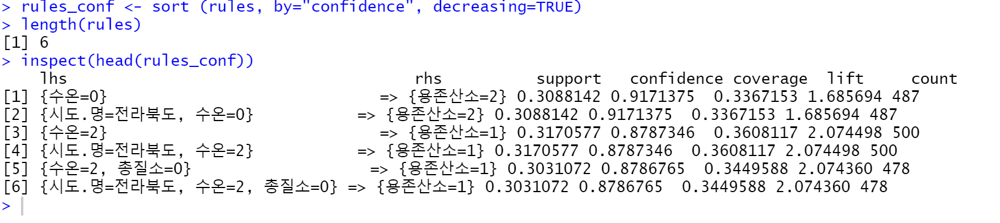 > rules_conf <- sort (rules, by="confidence", decreasing=TRUE)
> length(rules)
[1] 6
> inspect(head(rules_conf))
    lhs                                      rhs          support   confidence coverage  lift     count
[1] {수온=0}                              => {용존산소=2} 0.3088142 0.9171375  0.3367153 1.685694 487
[2] {시도.명=전라북도, 수온=0}            => {용존산소=2} 0.3088142 0.9171375  0.3367153 1.685694 487
[3] {수온=2}                              => {용존산소=1} 0.3170577 0.8787346  0.3608117 2.074498 500
[4] {시도.명=전라북도, 수온=2}            => {용존산소=1} 0.3170577 0.8787346  0.3608117 2.074498 500
[5] {수온=2, 총질소=0}                    => {용존산소=1} 0.3031072 0.8786765  0.3449588 2.074360 478
[6] {시도.명=전라북도, 수온=2, 총질소=0} => {용존산소=1} 0.3031072 0.8786765  0.3449588 2.074360 478
>